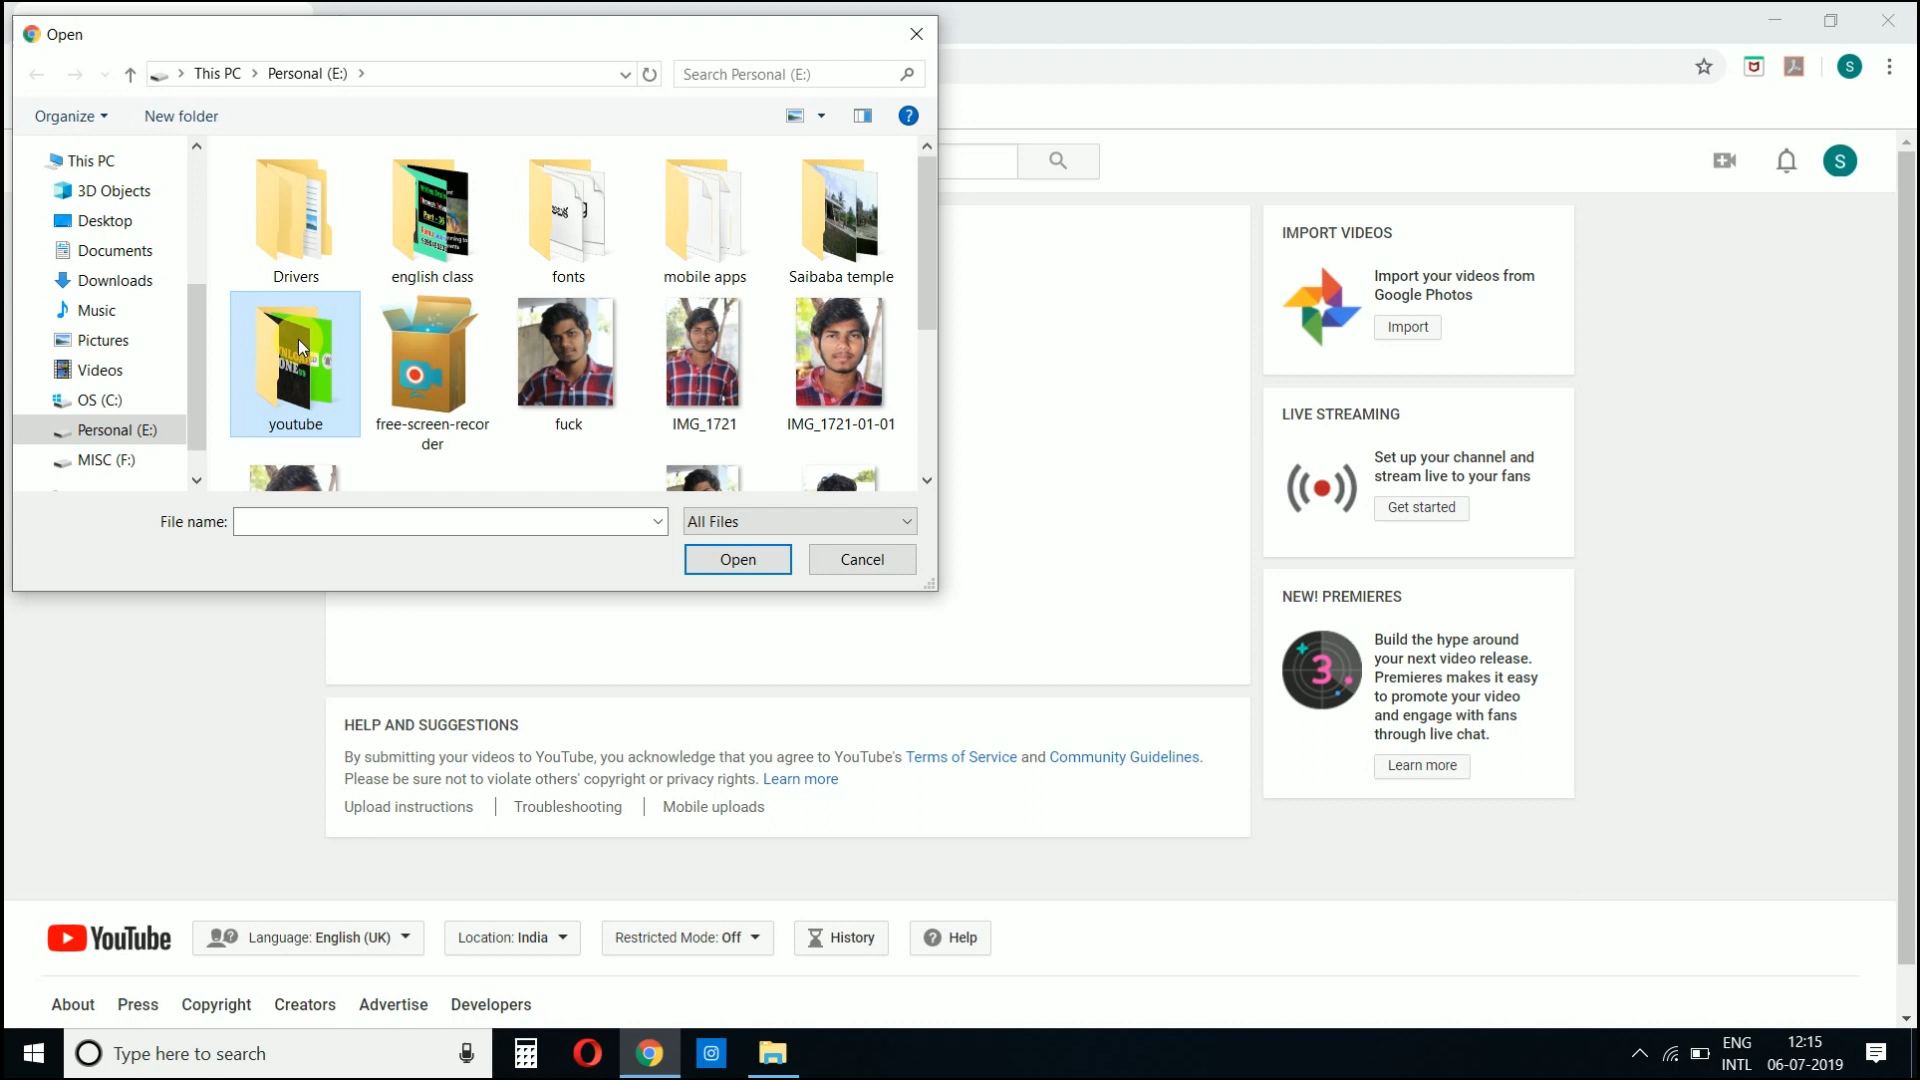 Open
This PC
Personal (E:)
Search Personal (E:)
Organize
New folder
This PC
3D Objects
Desktop
Documents
Downloads
Music
Pictures
Videos
OS (C:)
Personal (E:)
MISC (F:)
Drivers
english class
fonts
mobile apps
Saibaba temple
youtube
free-screen-recor
der
fuck
IMG_1721
IMG_1721-01-01
File name:
All Files
Open
Cancel
S
S
IMPORT VIDEOS
Import your videos from
Google Photos
Import
LIVE STREAMING
Set up your channel and
stream live to your fans
Get started
NEW! PREMIERES
3
Build the hype around
your next video release.
Premieres makes it easy
to promote your video
and engage with fans
through live chat.
Learn more
HELP AND SUGGESTIONS
By submitting your videos to YouTube, you acknowledge that you agree to YouTube's Terms of Service and Community Guidelines.
Please be sure not to violate others' copyright or privacy rights. Learn more
Upload instructions
Troubleshooting
Mobile uploads
YouTube
Language: English (UK)
Location: India
Restricted Mode: Off
History
Help
About
Press
Copyright
Creators
Advertise
Developers
Type here to search
ENG
INTL
12:15
06-07-2019